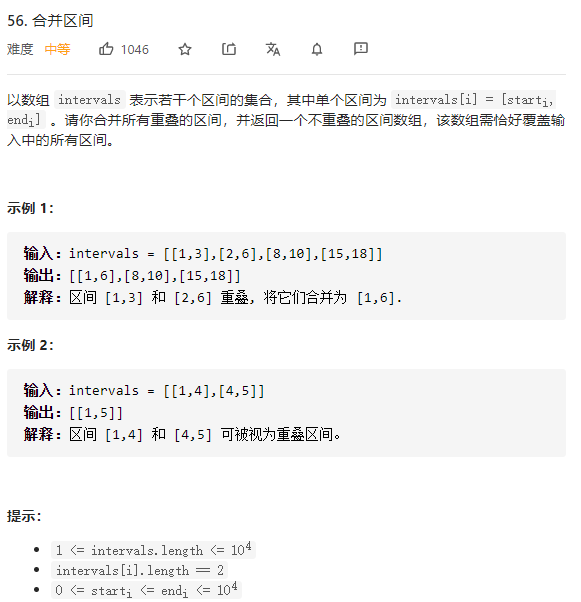 56. 合并区间
难度 中等 1046
以数组 intervals 表示若干个区间的集合，其中单个区间为 intervals[i] = [starti,
endi] 。请你合并所有重叠的区间，并返回一个不重叠的区间数组，该数组需恰好覆盖输
入中的所有区间。
示例 1：
输入：intervals = [[1,3],[2,6],[8,10],[15,18]]
输出：[[1,6],[8,10],[15,18]]
解释：区间 [1,3] 和 [2,6] 重叠, 将它们合并为 [1,6].
示例 2：
输入：intervals = [[1,4],[4,5]]
输出：[[1,5]]
解释：区间 [1,4] 和 [4,5] 可被视为重叠区间。
提示：
• 1 <= intervals.length <= 10⁴
• intervals[i].length == 2
• 0 <= starti <= endi <= 10⁴